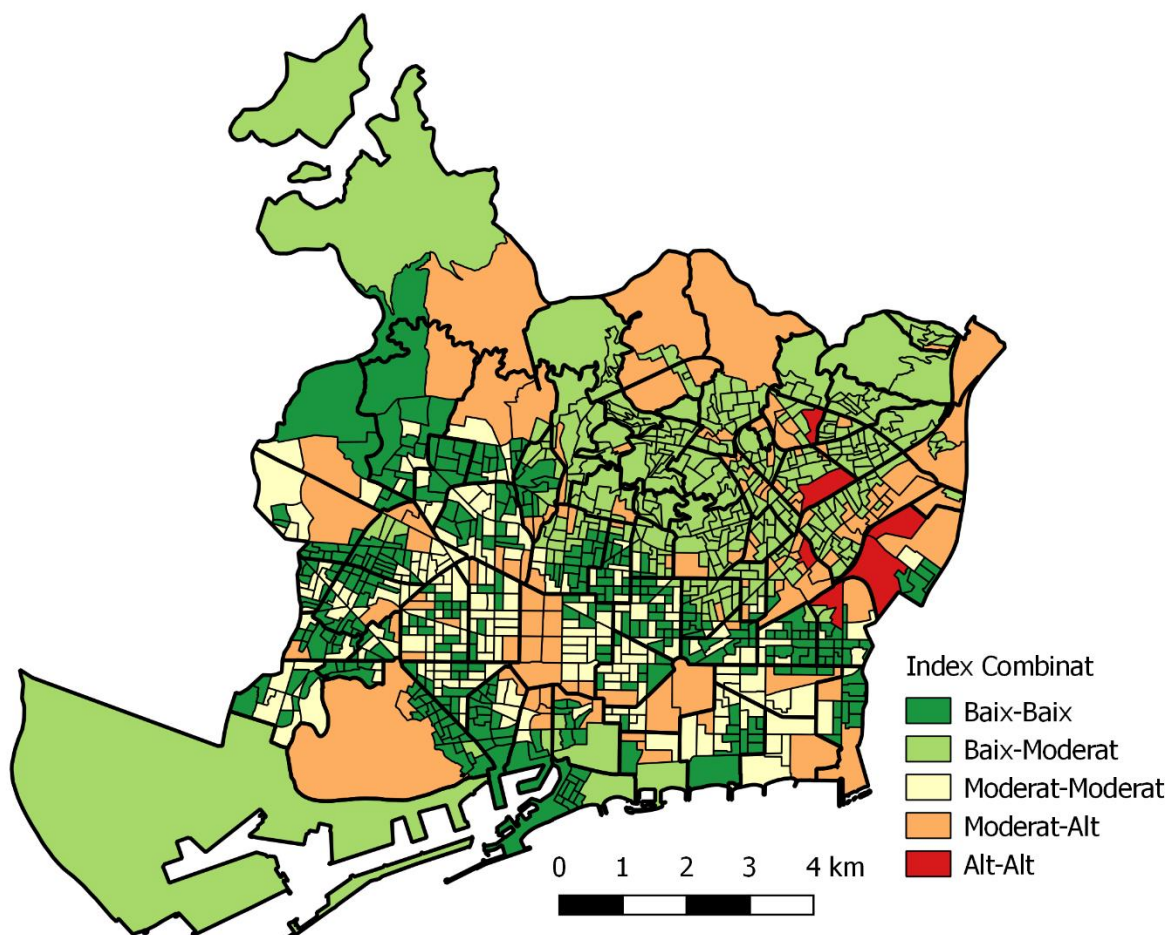 Index Combinat
Baix-Baix
Baix-Moderat
Moderat-Moderat
Moderat-Alt
Alt-Alt
0 1 2 3 4 km